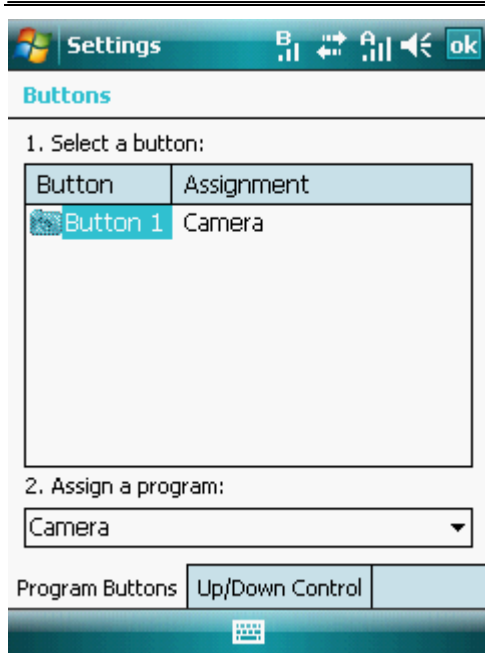 Settings B A ok
Buttons
1. Select a button:
Button Assignment
Button 1 Camera
2. Assign a program:
Camera
Program Buttons Up/Down Control